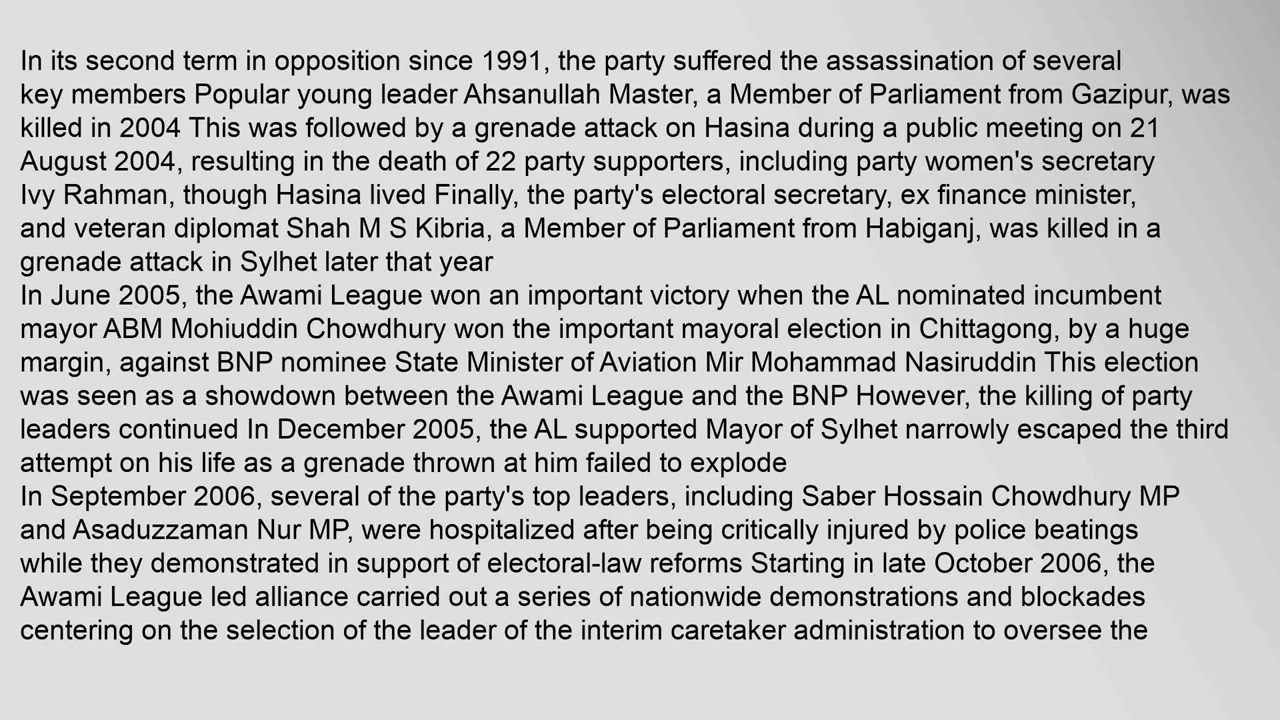 In its second term in opposition since 1991, the party suffered the assassination of several
key members Popular young leader Ahsanullah Master, a Member of Parliament from Gazipur, was
killed in 2004 This was followed by a grenade attack on Hasina during a public meeting on 21
August 2004, resulting in the death of 22 party supporters, including party women's secretary
Ivy Rahman, though Hasina lived Finally, the party's electoral secretary, ex finance minister,
and veteran diplomat Shah M S Kibria, a Member of Parliament from Habiganj, was killed in a
grenade attack in Sylhet later that year
In June 2005, the Awami League won an important victory when the AL nominated incumbent
mayor ABM Mohiuddin Chowdhury won the important mayoral election in Chittagong, by a huge
margin, against BNP nominee State Minister of Aviation Mir Mohammad Nasiruddin This election
was seen as a showdown between the Awami League and the BNP However, the killing of party
leaders continued In December 2005, the AL supported Mayor of Sylhet narrowly escaped the third
attempt on his life as a grenade thrown at him failed to explode
In September 2006, several of the party's top leaders, including Saber Hossain Chowdhury MP
and Asaduzzaman Nur MP, were hospitalized after being critically injured by police beatings
while they demonstrated in support of electoral-law reforms Starting in late October 2006, the
Awami League led alliance carried out a series of nationwide demonstrations and blockades
centering on the selection of the leader of the interim caretaker administration to oversee the